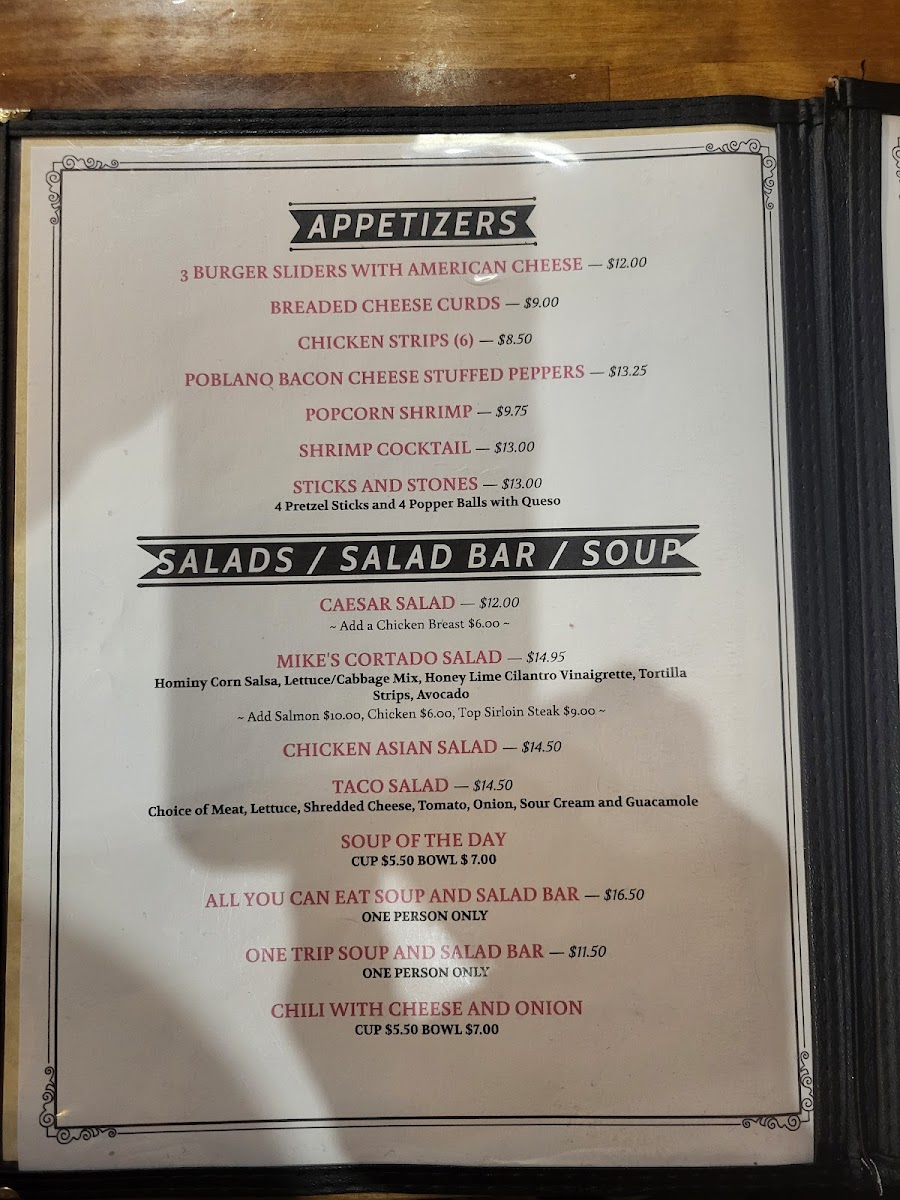 APPETIZERS
3 BURGER SLIDERS WITH AMERICAN CHEESE — $12.00
BREADED CHEESE CURDS — $9.00
CHICKEN STRIPS (6) — $8.50
POBLANO BACON CHEESE STUFFED PEPPERS — $13.25
POPCORN SHRIMP — $9.75
SHRIMP COCKTAIL — $13.00
STICKS AND STONES — $13.00
4 Pretzel Sticks and 4 Popper Balls with Queso
SALADS / SALAD BAR / SOUP
CAESAR SALAD — $12.00
~ Add a Chicken Breast $6.00 ~
MIKE'S CORTADO SALAD — $14.95
Hominy Corn Salsa, Lettuce/Cabbage Mix, Honey Lime Cilantro Vinaigrette, Tortilla
Strips, Avocado
~ Add Salmon $10.00, Chicken $6.00, Top Sirloin Steak $9.00 ~
CHICKEN ASIAN SALAD — $14.50
TACO SALAD — $14.50
Choice of Meat, Lettuce, Shredded Cheese, Tomato, Onion, Sour Cream and Guacamole
SOUP OF THE DAY
CUP $5.50 BOWL $ 7.00
ALL YOU CAN EAT SOUP AND SALAD BAR — $16.50
ONE PERSON ONLY
ONE TRIP SOUP AND SALAD BAR — $11.50
ONE PERSON ONLY
CHILI WITH CHEESE AND ONION
CUP $5.50 BOWL $7.00